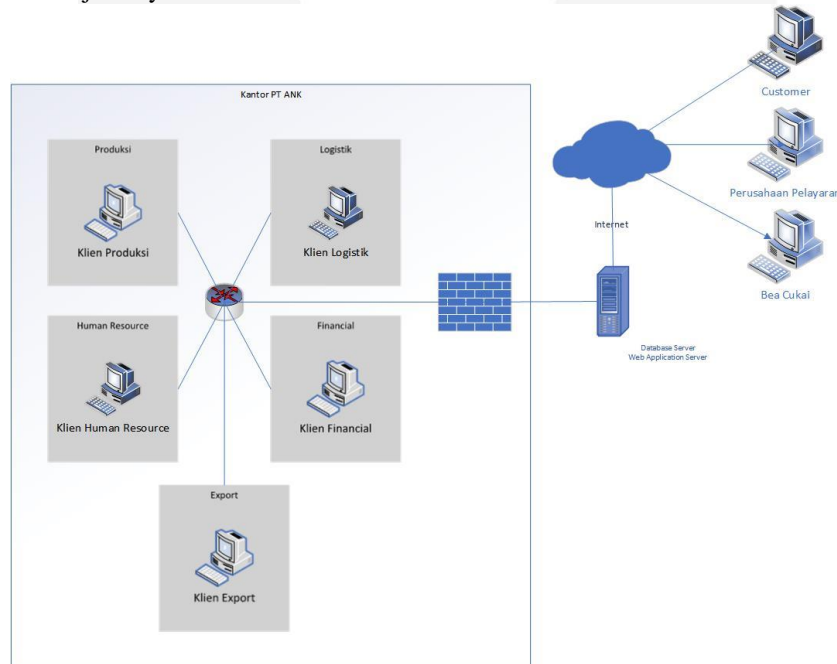 Kantor PT ANK
Produksi
Klien Produksi
Logistik
Klien Logistik
Human Resource
Klien Human Resource
Financial
Klien Financial
Export
Klien Export
Internet
Database Server
Web Application Server
Customer
Perusahaan Pelayaran
Bea Cukai